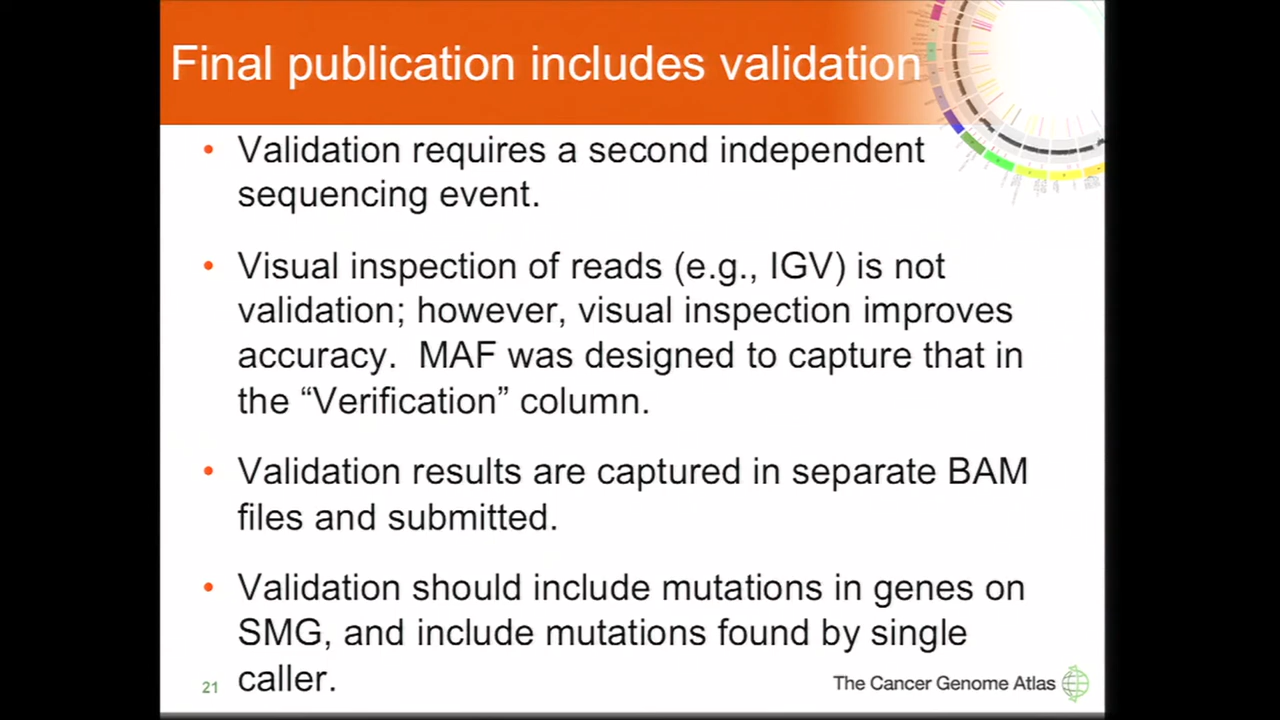 Final publication includes validation
• Validation requires a second independent
sequencing event.
• Visual inspection of reads (e.g., IGV) is not
validation; however, visual inspection improves
accuracy.  MAF was designed to capture that in
the “Verification” column.
• Validation results are captured in separate BAM
files and submitted.
• Validation should include mutations in genes on
SMG, and include mutations found by single
caller.
21
The Cancer Genome Atlas